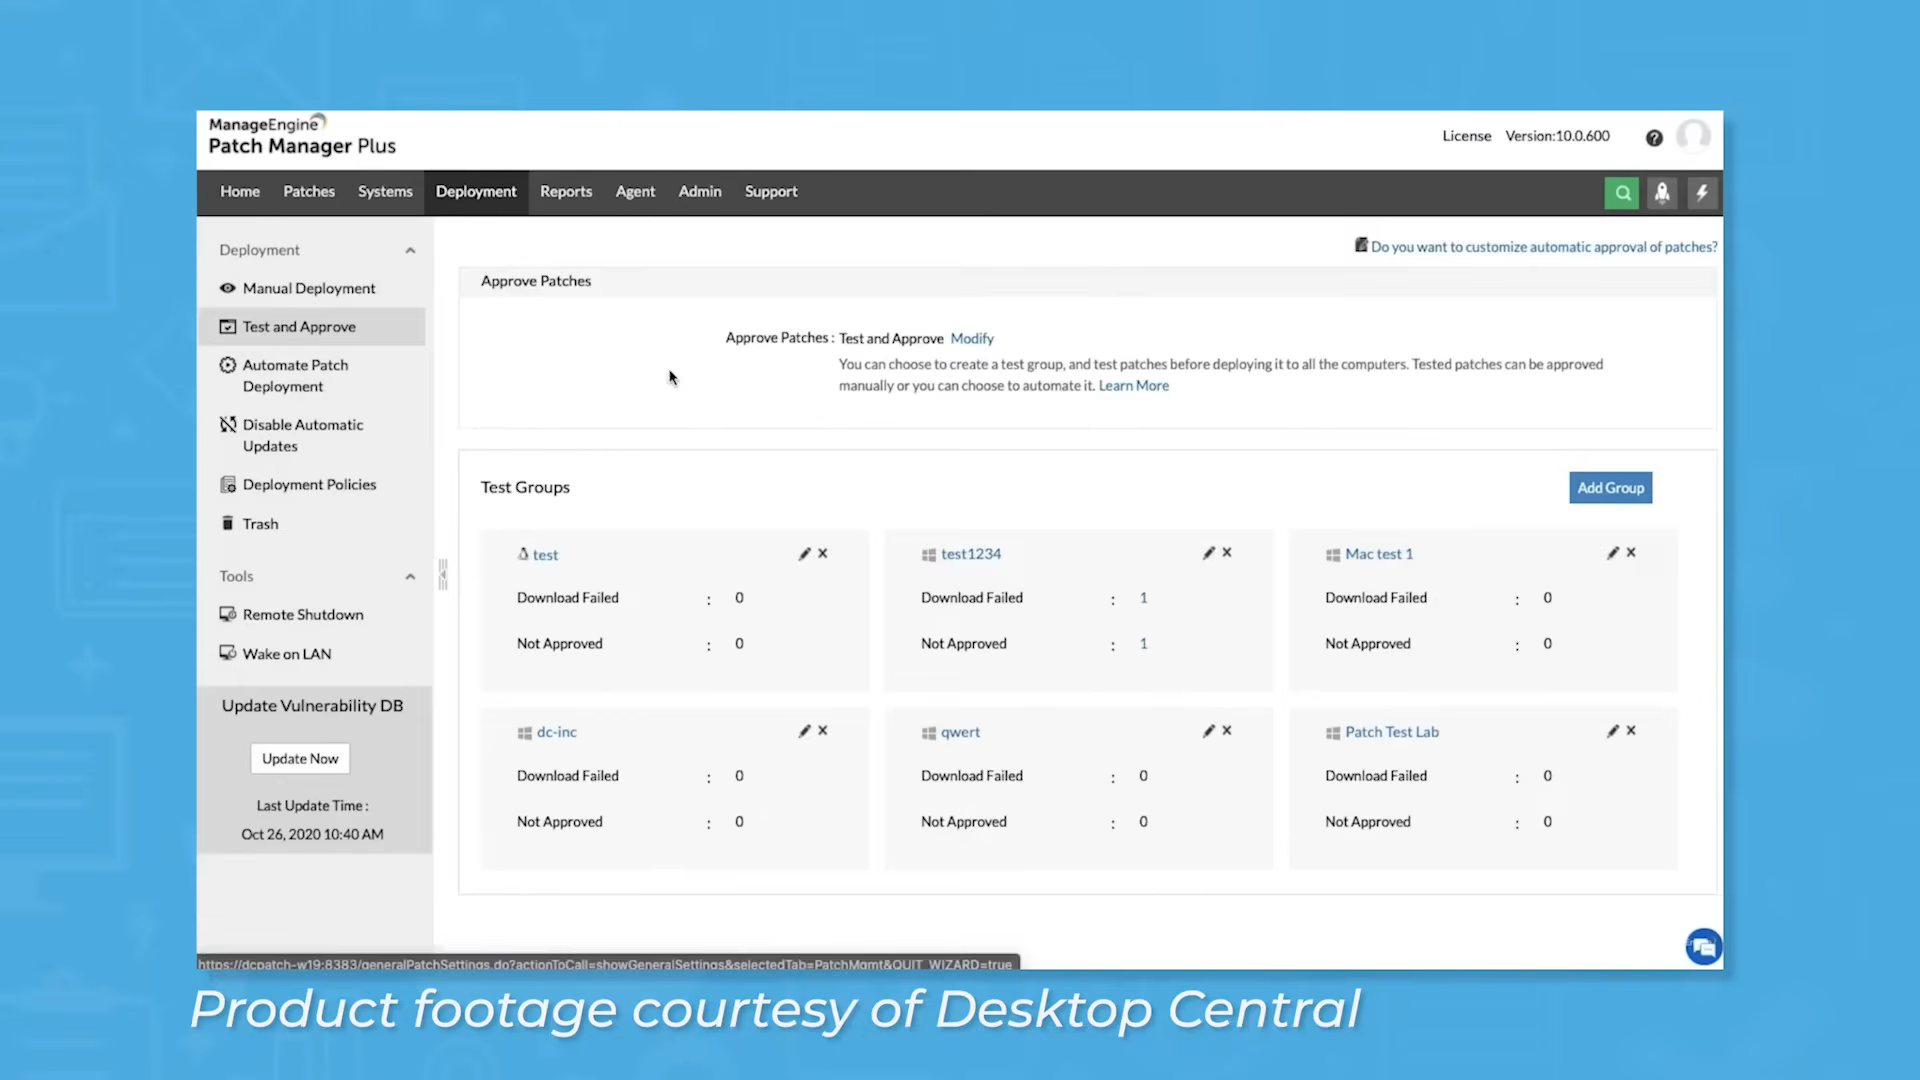 ManageEngine
Patch Manager Plus
License Version:10.0.600
Home Patches Systems Deployment Reports Agent Admin Support
Deployment
Manual Deployment
Test and Approve
Automate Patch
Deployment
Disable Automatic
Updates
Deployment Policies
Trash
Tools
Remote Shutdown
Wake on LAN
Update Vulnerability DB
Update Now
Last Update Time :
Oct 26, 2020 10:40 AM
Do you want to customize automatic approval of patches?
Approve Patches
Approve Patches : Test and Approve Modify
You can choose to create a test group, and test patches before deploying it to all the computers. Tested patches can be approved
manually or you can choose to automate it. Learn More
Test Groups
Add Group
test
Download Failed : 0
Not Approved : 0
test1234
Download Failed : 1
Not Approved : 1
Mac test 1
Download Failed : 0
Not Approved : 0
dc-inc
Download Failed : 0
Not Approved : 0
qwert
Download Failed : 0
Not Approved : 0
Patch Test Lab
Download Failed : 0
Not Approved : 0
https://dcpatch-w19:8383/generalPatchSettings.do?actionToCall=showGeneralSettings&selectedTab=PatchMgmt&QUIT_WIZARD=true
Product footage courtesy of Desktop Central